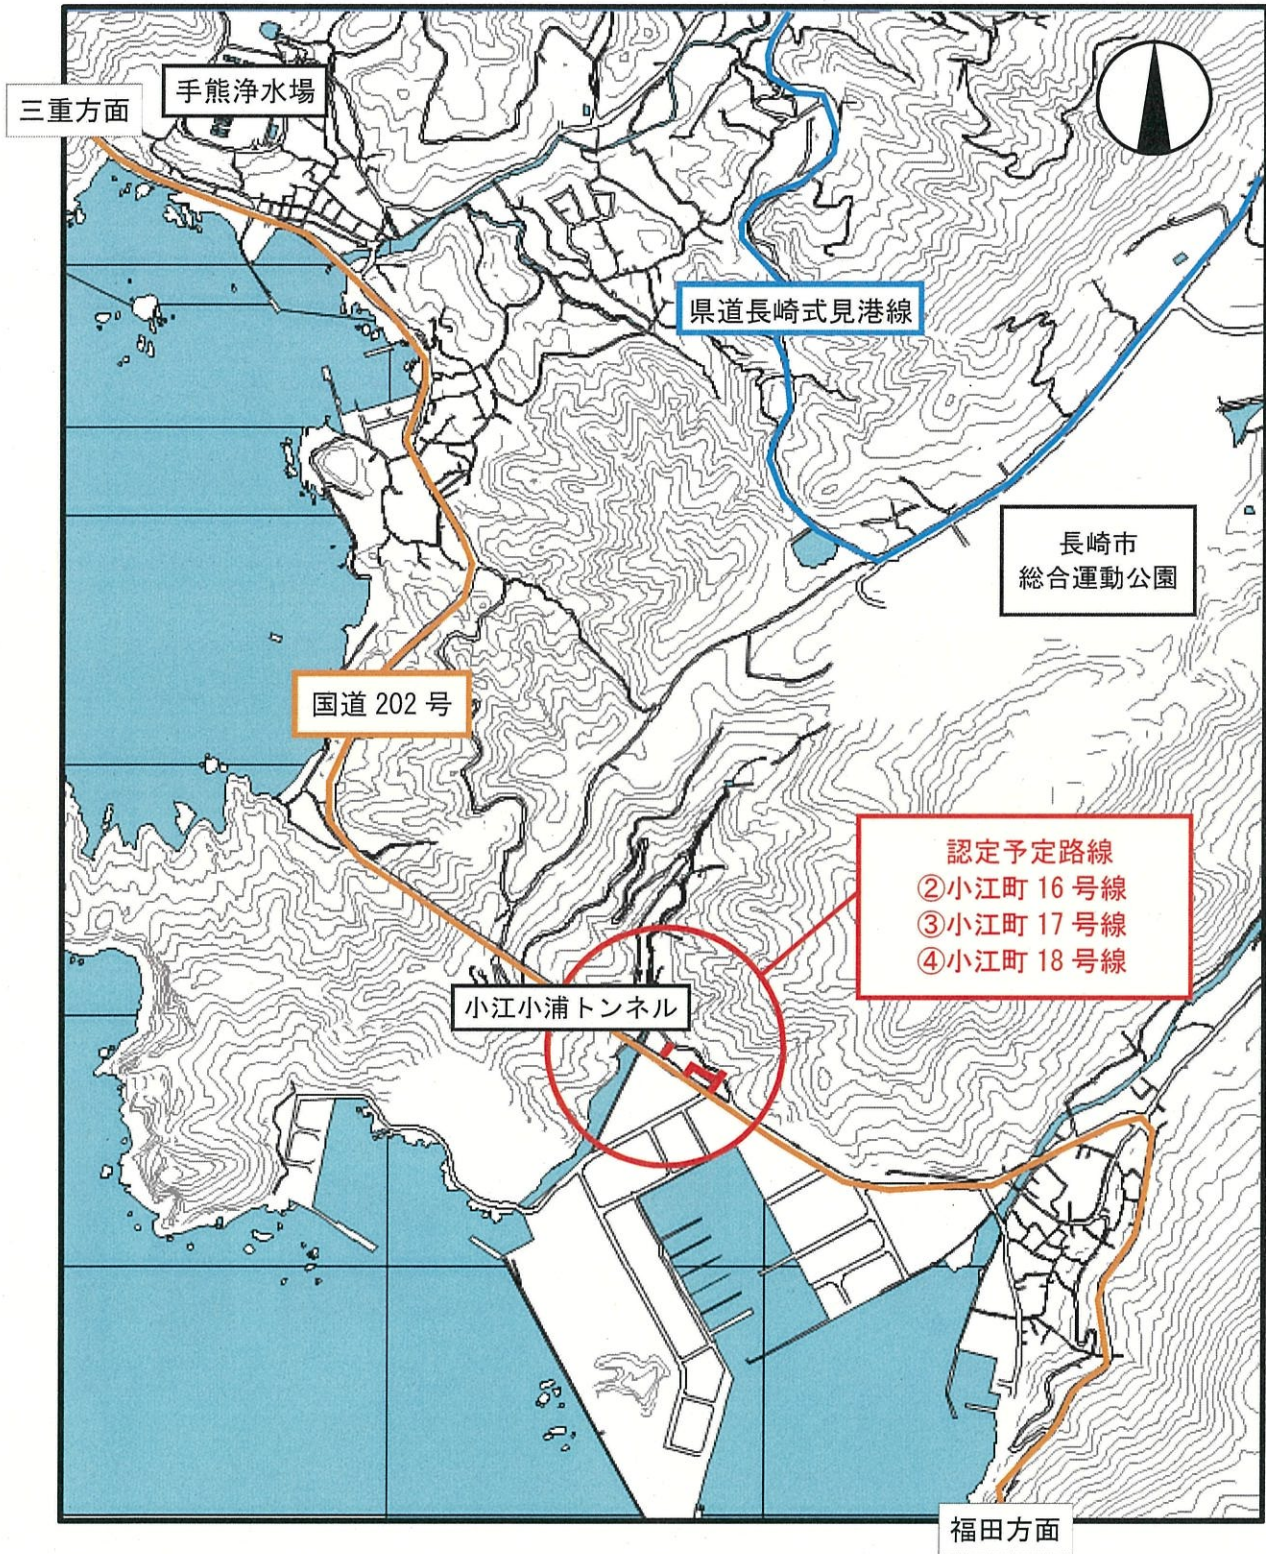 手熊浄水場
三重方面
県道長崎式見港線
長崎市
総合運動公園
国道 202 号
認定予定路線
②小江町 16 号線
③小江町 17 号線
④小江町 18 号線
小江小浦トンネル
福田方面